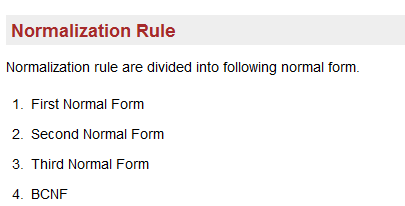 Normalization Rule
Normalization rule are divided into following normal form.
1. First Normal Form
2. Second Normal Form
3. Third Normal Form
4. BCNF